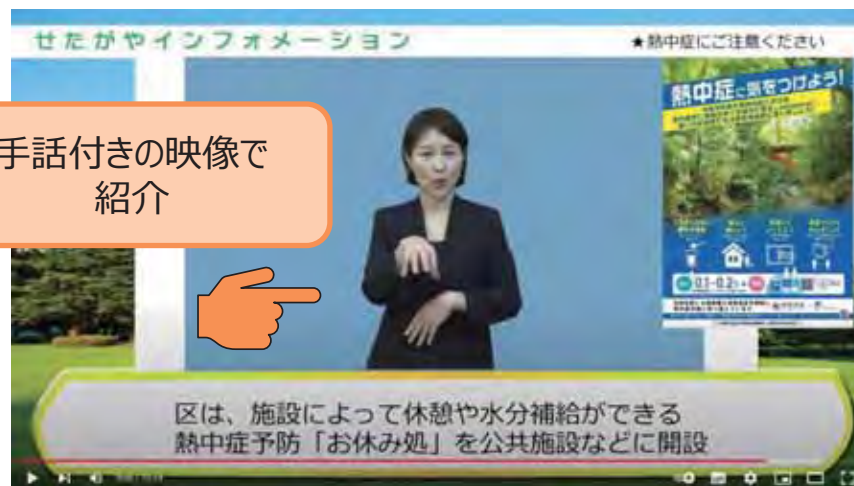 せたがやインフォメーション
★熱中症にご注意ください
熱中症に気をつけよう!
手話付きの映像で
紹介
区は、施設によって休憩や水分補給ができる
熱中症予防「お休み処」を公共施設などに開設